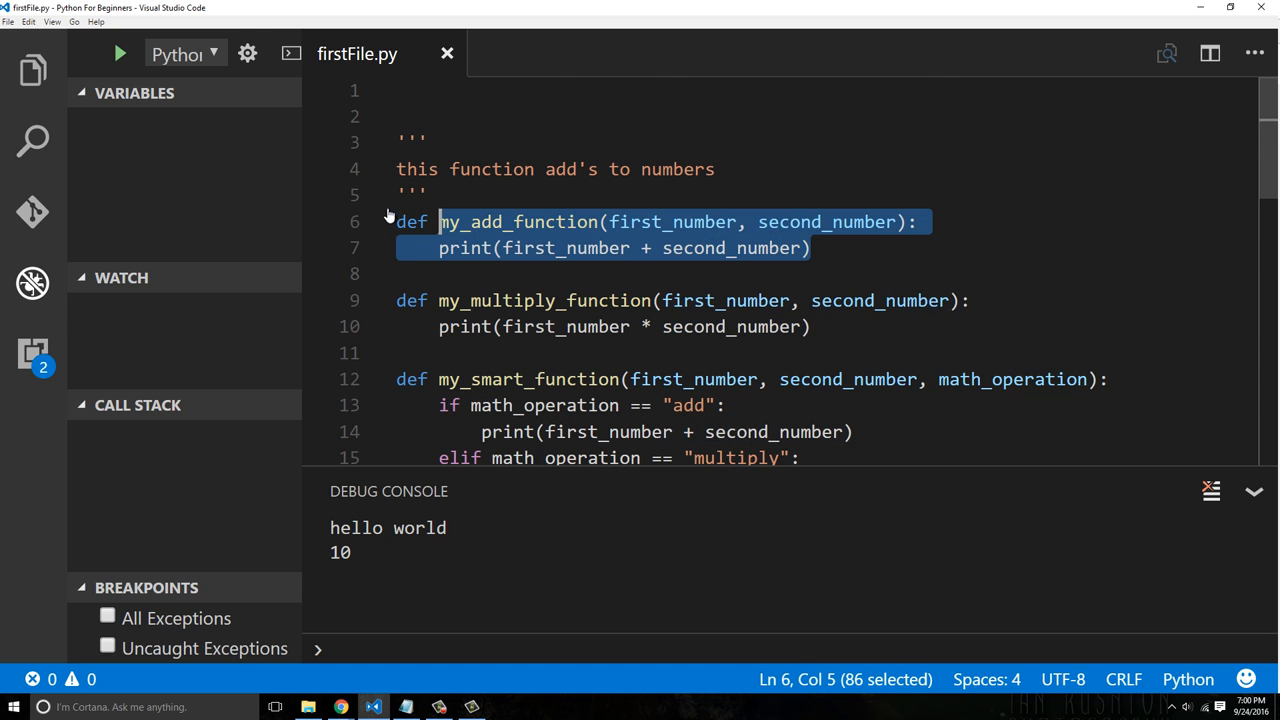 firstFile.py - Python For Beginners - Visual Studio Code
File Edit View Go Help
firstFile.py
VARIABLES
WATCH
CALL STACK
BREAKPOINTS
All Exceptions
Uncaught Exceptions
2
1
2
3 '''
4 this function add's to numbers
5 '''
6 def my_add_function(first_number, second_number):
7 print(first_number + second_number)
8
9 def my_multiply_function(first_number, second_number):
10 print(first_number * second_number)
11
12 def my_smart_function(first_number, second_number, math_operation):
13 if math_operation == "add":
14 print(first_number + second_number)
15 elif math_operation == "multiply":
DEBUG CONSOLE
hello world
10
0 0 Ln 6, Col 5 (86 selected) Spaces: 4 UTF-8 CRLF Python
I'm Cortana. Ask me anything.
7:00 PM
9/24/2016